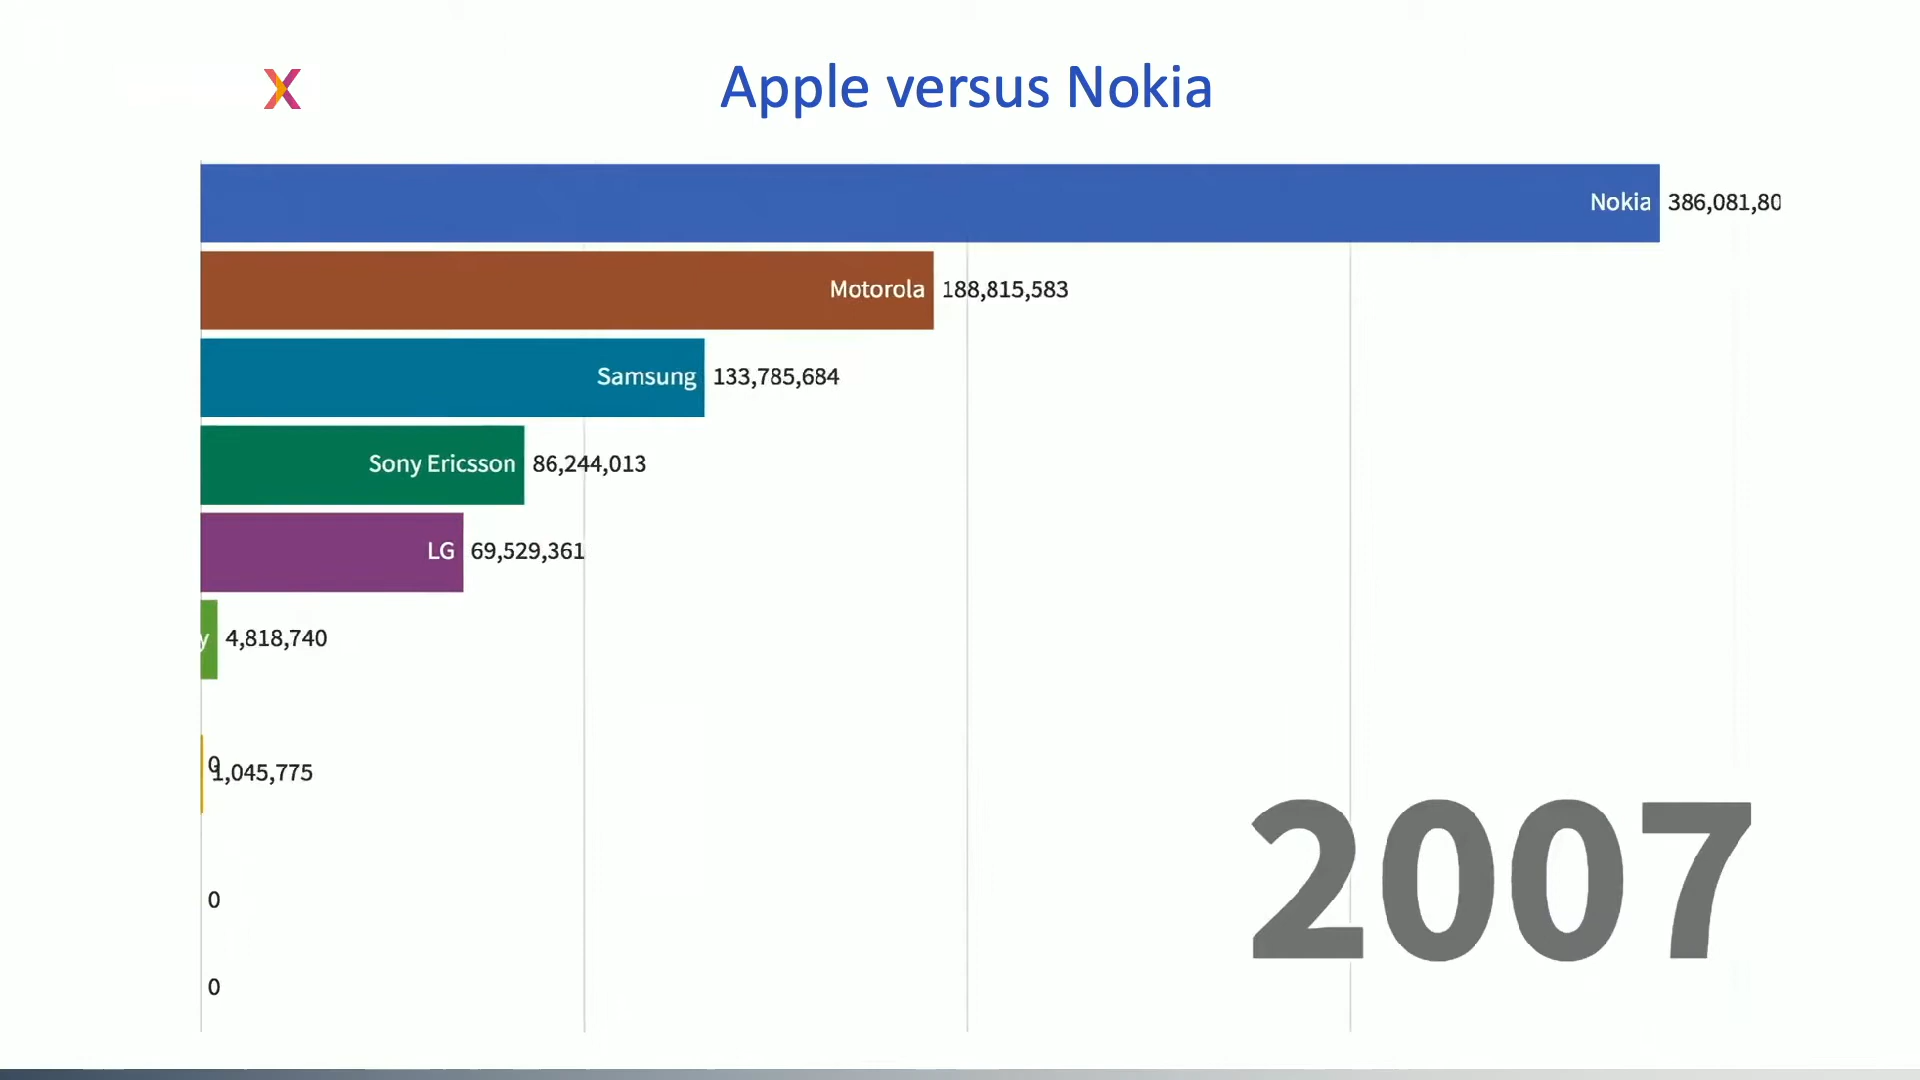 Apple versus Nokia
Nokia 386,081,80
Motorola 188,815,583
Samsung 133,785,684
Sony Ericsson 86,244,013
LG 69,529,361
y 4,818,740
0
1,045,775
0
0
2007